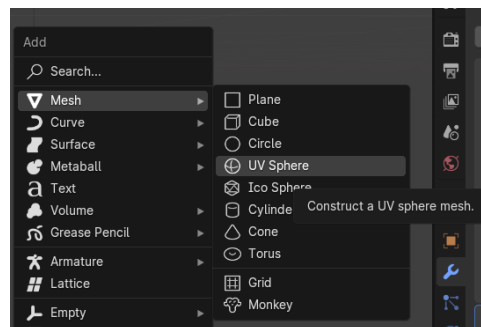 Add
Search...
Mesh
Curve
Surface
Metaball
Text
Volume
Grease Pencil
Armature
Lattice
Empty
Plane
Cube
Circle
UV Sphere
Ico Sphere
Cylinde
Cone
Torus
Grid
Monkey
Construct a UV sphere mesh.